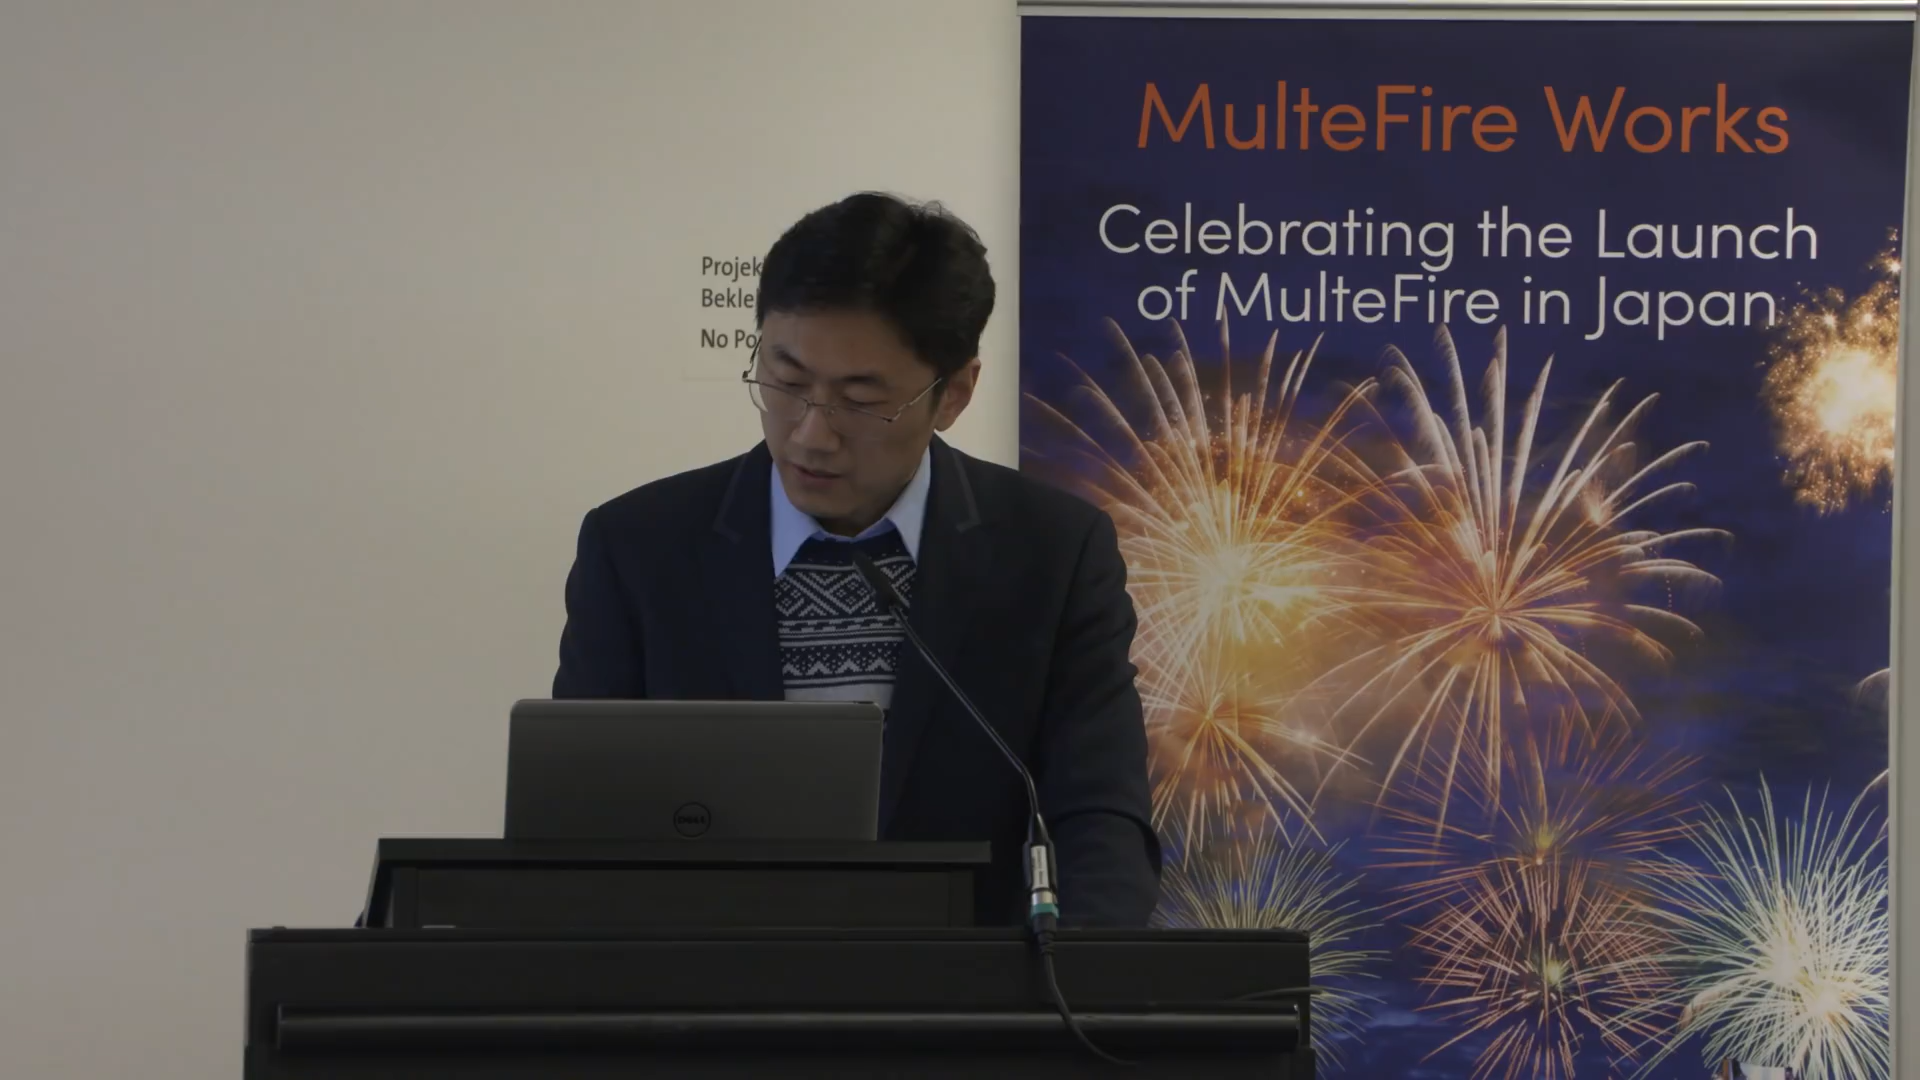 MulteFire Works
Celebrating the Launch
of MulteFire in Japan
Projek
Bekle
No Po
DELL